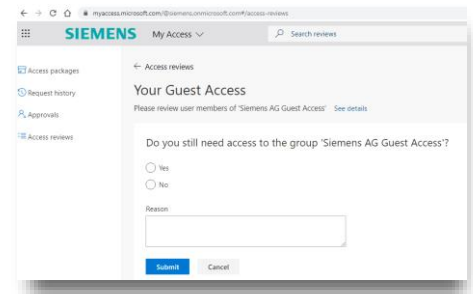 myaccess.microsoft.com/@siemens.onmicrosoft.com#/access-reviews
SIEMENS My Access Search reviews
Access packages
Request history
Approvals
Access reviews
← Access reviews
Your Guest Access
Please review user members of 'Siemens AG Guest Access' See details
Do you still need access to the group 'Siemens AG Guest Access'?
Yes
No
Reason
Submit Cancel